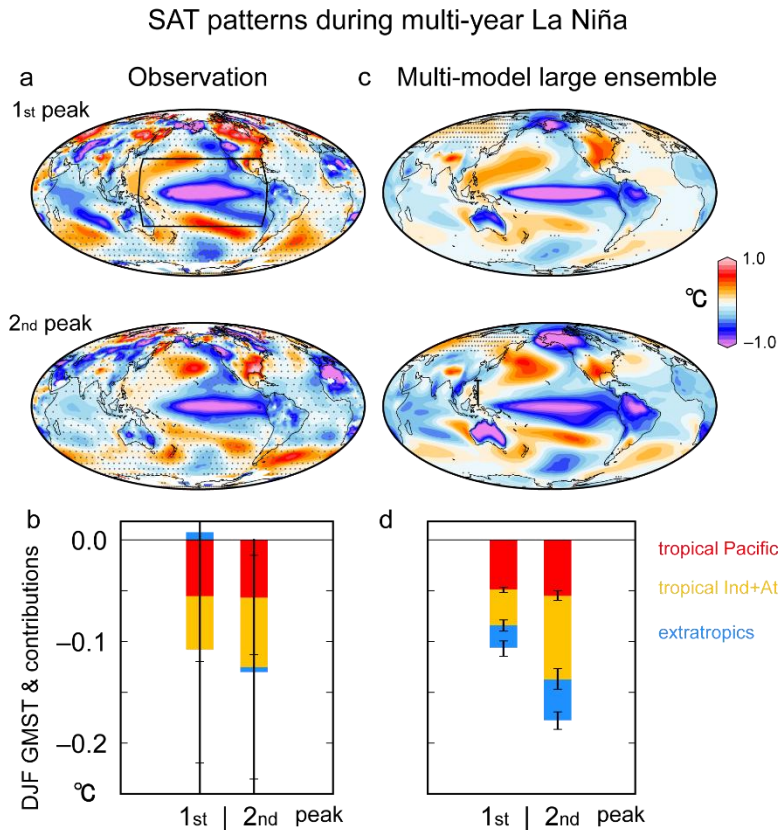 SAT patterns during multi-year La Niña
a Observation
c Multi-model large ensemble
1st peak
2nd peak
1.0
℃
−1.0
b
d
0.0
−0.1
−0.2
℃
DJF GMST & contributions
1st | 2nd peak
1st | 2nd peak
tropical Pacific
tropical Ind+At
extratropics